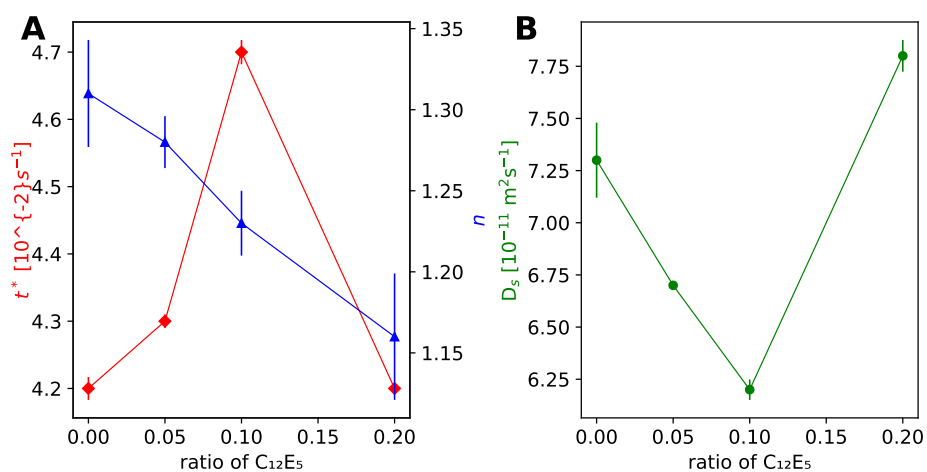 A
4.7
4.6
4.5
4.4
4.3
4.2
t* [10^{-2}s⁻¹]
1.35
1.30
1.25
1.20
1.15
n
0.00 0.05 0.10 0.15 0.20
ratio of C₁₂E₅
B
7.75
7.50
7.25
7.00
6.75
6.50
6.25
Dₛ [10⁻¹¹ m²s⁻¹]
0.00 0.05 0.10 0.15 0.20
ratio of C₁₂E₅